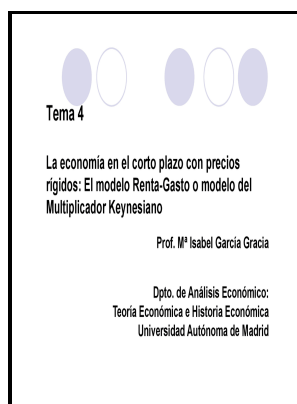 Tema 4
La economía en el corto plazo con precios
rígidos: El modelo Renta-Gasto o modelo del
Multiplicador Keynesiano
Prof. Mª Isabel García Gracia
Dpto. de Análisis Económico:
Teoría Económica e Historia Económica
Universidad Autónoma de Madrid